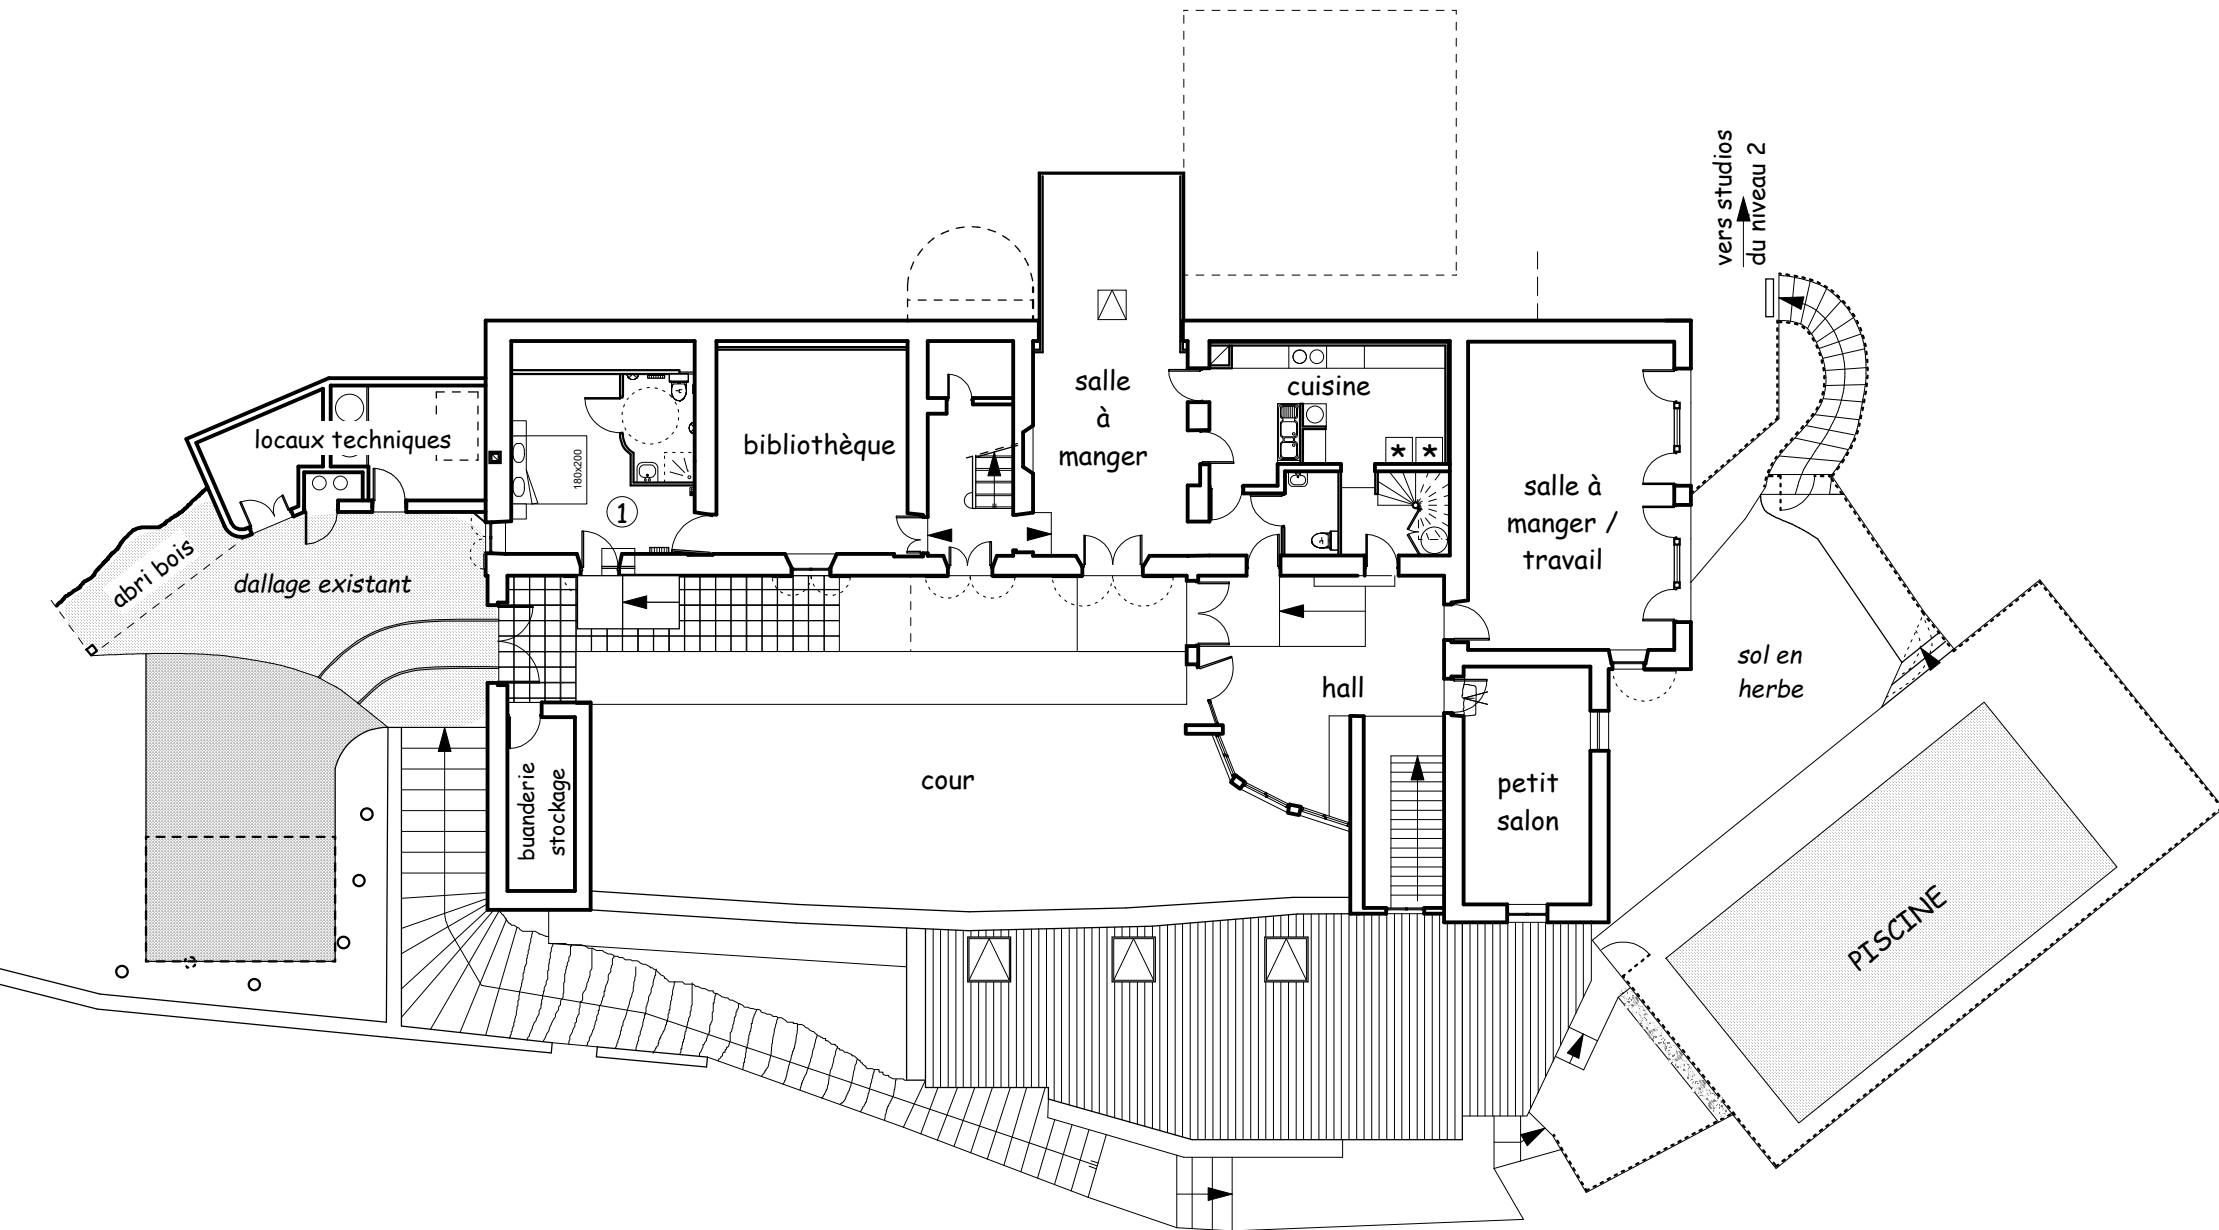 vers studios
du niveau 2
salle
à
manger
cuisine
locaux techniques
bibliothèque
180x200
1
* *
salle à
manger /
travail
abri bois
dallage existant
sol en
herbe
hall
cour
buanderie
stockage
petit
salon
PISCINE